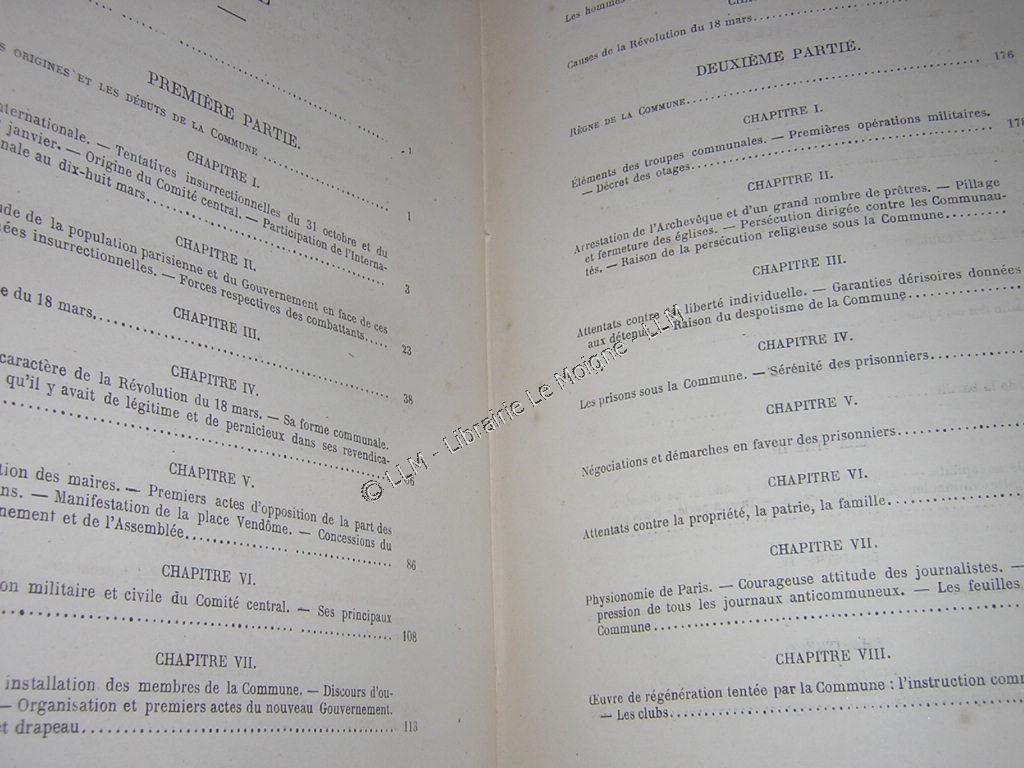 PREMIÈRE PARTIE.
ORIGINES ET LES DÉBUTS DE LA COMMUNE 1
CHAPITRE I.
Tentatives insurrectionnelles du 31 octobre et du
janvier. — Origine du Comité central. — Participation de l'Interna-
nale au dix-huit mars. 1
CHAPITRE II.
de de la population parisienne et du Gouvernement en face de ces
ées insurrectionnelles. — Forces respectives des combattants. 3
CHAPITRE III.
e du 18 mars. 23
CHAPITRE IV.
caractère de la Révolution du 18 mars. — Sa forme communale.
qu'il y avait de légitime et de pernicieux dans ses revendica-
38
CHAPITRE V.
tion des maires. — Premiers actes d'opposition de la part des
ns. — Manifestation de la place Vendôme. — Concessions du
nement et de l'Assemblée. 86
CHAPITRE VI.
on militaire et civile du Comité central. — Ses principaux
108
CHAPITRE VII.
installation des membres de la Commune. — Discours d'ou-
— Organisation et premiers actes du nouveau Gouvernement.
et drapeau. 113
Les hommes
Causes de la Révolution du 18 mars.
DEUXIÈME PARTIE.
RÈGNE DE LA COMMUNE. 176
CHAPITRE I.
Éléments des troupes communales. — Premières opérations militaires.
— Décret des otages. 178
CHAPITRE II.
Arrestation de l'Archevêque et d'un grand nombre de prêtres. — Pillage
et fermeture des églises. — Persécution dirigée contre les Communau-
tés. — Raison de la persécution religieuse sous la Commune.
CHAPITRE III.
Attentats contre la liberté individuelle. — Garanties dérisoires données
aux détenus. — Raison du despotisme de la Commune.
CHAPITRE IV.
Les prisons sous la Commune. — Sérénité des prisonniers.
CHAPITRE V.
Négociations et démarches en faveur des prisonniers.
CHAPITRE VI.
Attentats contre la propriété, la patrie, la famille.
CHAPITRE VII.
Physionomie de Paris. — Courageuse attitude des journalistes. —
pression de tous les journaux anticommuneux. — Les feuilles
Commune
CHAPITRE VIII.
Œuvre de régénération tentée par la Commune : l'instruction comm
— Les clubs.
© LLM - Librairie Le Moigne - LLM